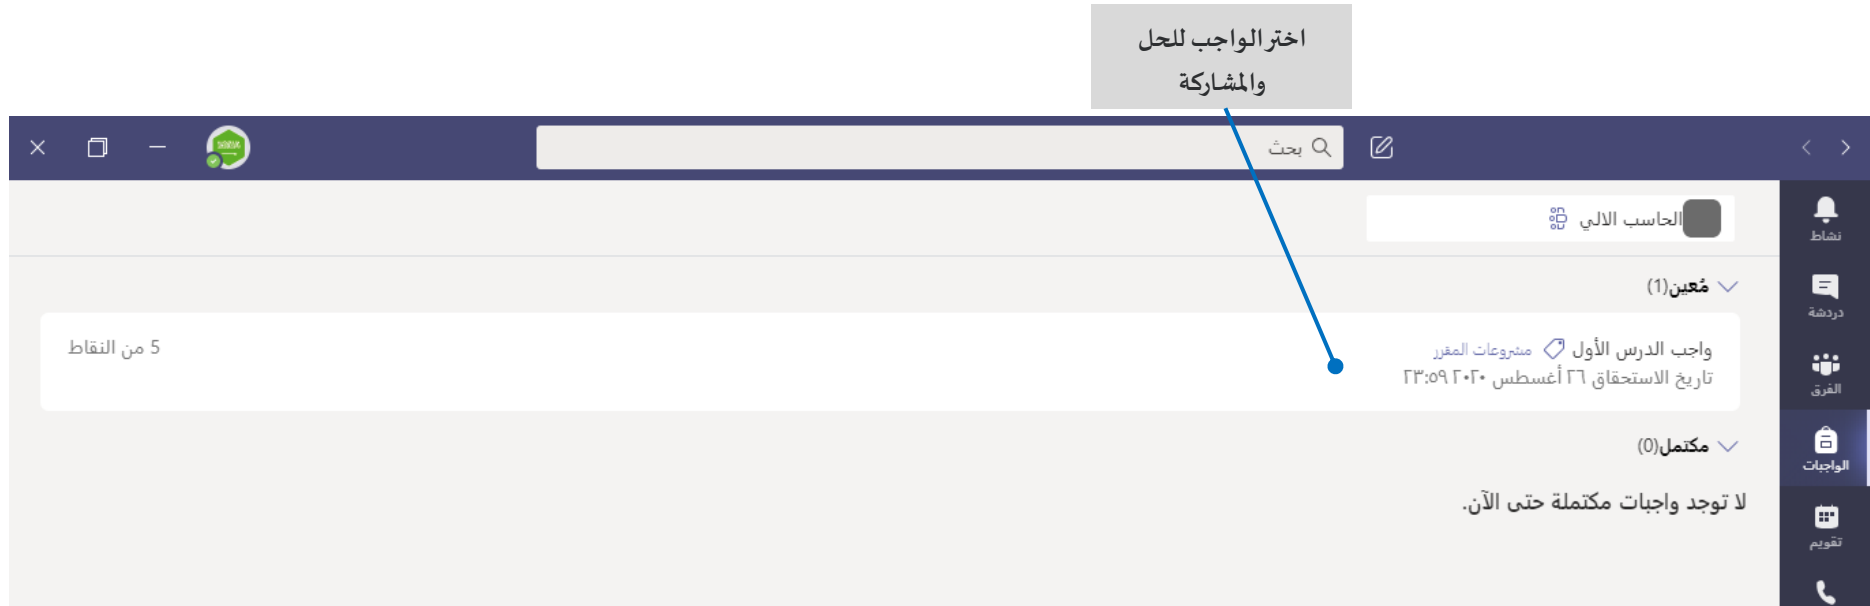 اختر الواجب للحل
والمشاركة
بحث
الحاسب الالي
نشاط
مُعين(1)
دردشة
واجب الدرس الأول مشروعات المقرر
5 من النقاط
تاريخ الاستحقاق ٢٦ أغسطس ٢٠٢٠ ٢٣:٥٩
الفرق
مكتمل(0)
الواجبات
لا توجد واجبات مكتملة حتى الآن.
تقويم